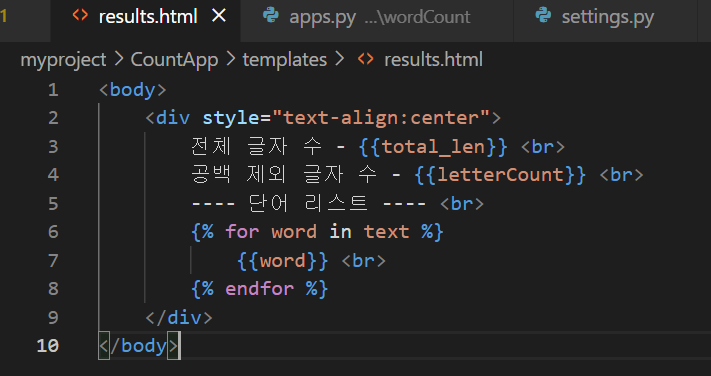 1 <> results.html × apps.py ...\wordCount settings.py
myproject > CountApp > templates > <> results.html
1 <body>
2 <div style="text-align:center">
3 전체 글자 수 - {{total_len}} <br>
4 공백 제외 글자 수 - {{letterCount}} <br>
5 ---- 단어 리스트 ---- <br>
6 {% for word in text %}
7 {{word}} <br>
8 {% endfor %}
9 </div>
10 </body>